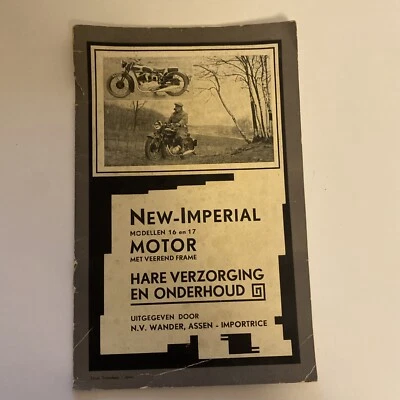 NEW-IMPERIAL
MODELLEN 16 en 17
MOTOR
MET VEEREND FRAME
HARE VERZORGING
EN ONDERHOUD
UITGEGEVEN DOOR
N.V. WANDER, ASSEN - IMPORTRICE